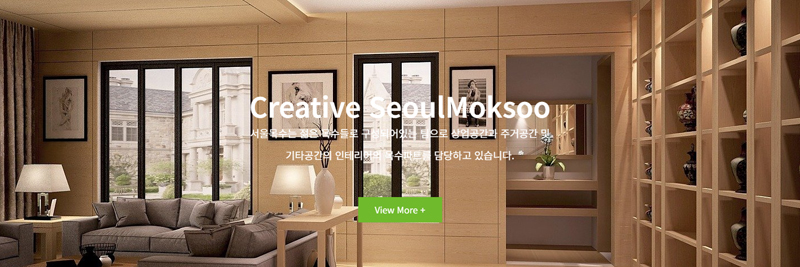 Creative SeoulMoksoo
서울목수는 젊은 목수들로 구성되어있는 팀으로 상업공간과 주거공간 및
기타공간의 인테리어의 목수파트를 담당하고 있습니다.
View More +